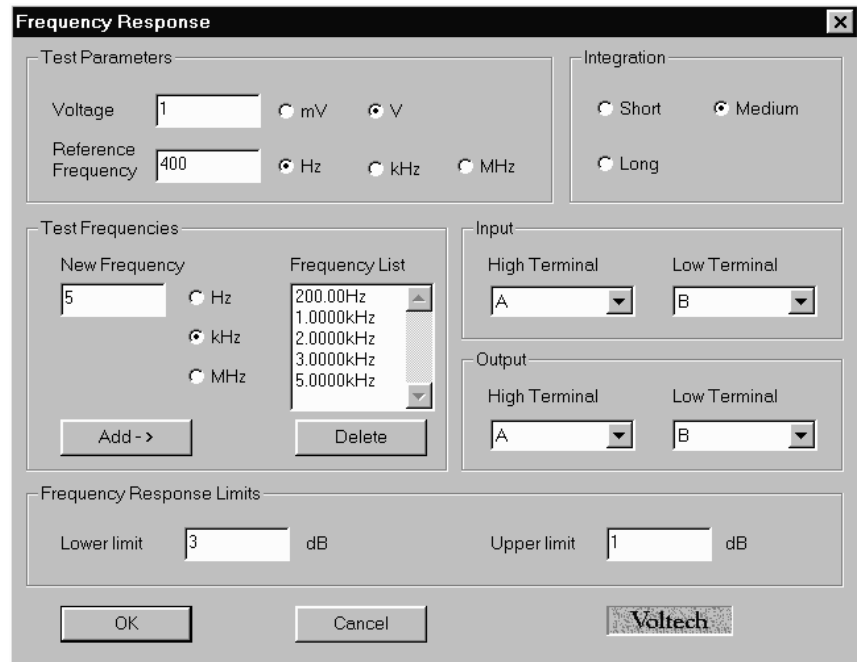 Frequency Response
Test Parameters
Voltage 1 mV V
Reference
Frequency 400 Hz kHz MHz
Integration
Short Medium
Long
Test Frequencies
New Frequency
5 Hz
kHz
MHz
Add - >
Frequency List
200.00Hz
1.0000kHz
2.0000kHz
3.0000kHz
5.0000kHz
Delete
Input
High Terminal Low Terminal
A B
Output
High Terminal Low Terminal
A B
Frequency Response Limits
Lower limit 3 dB Upper limit 1 dB
OK Cancel Voltech